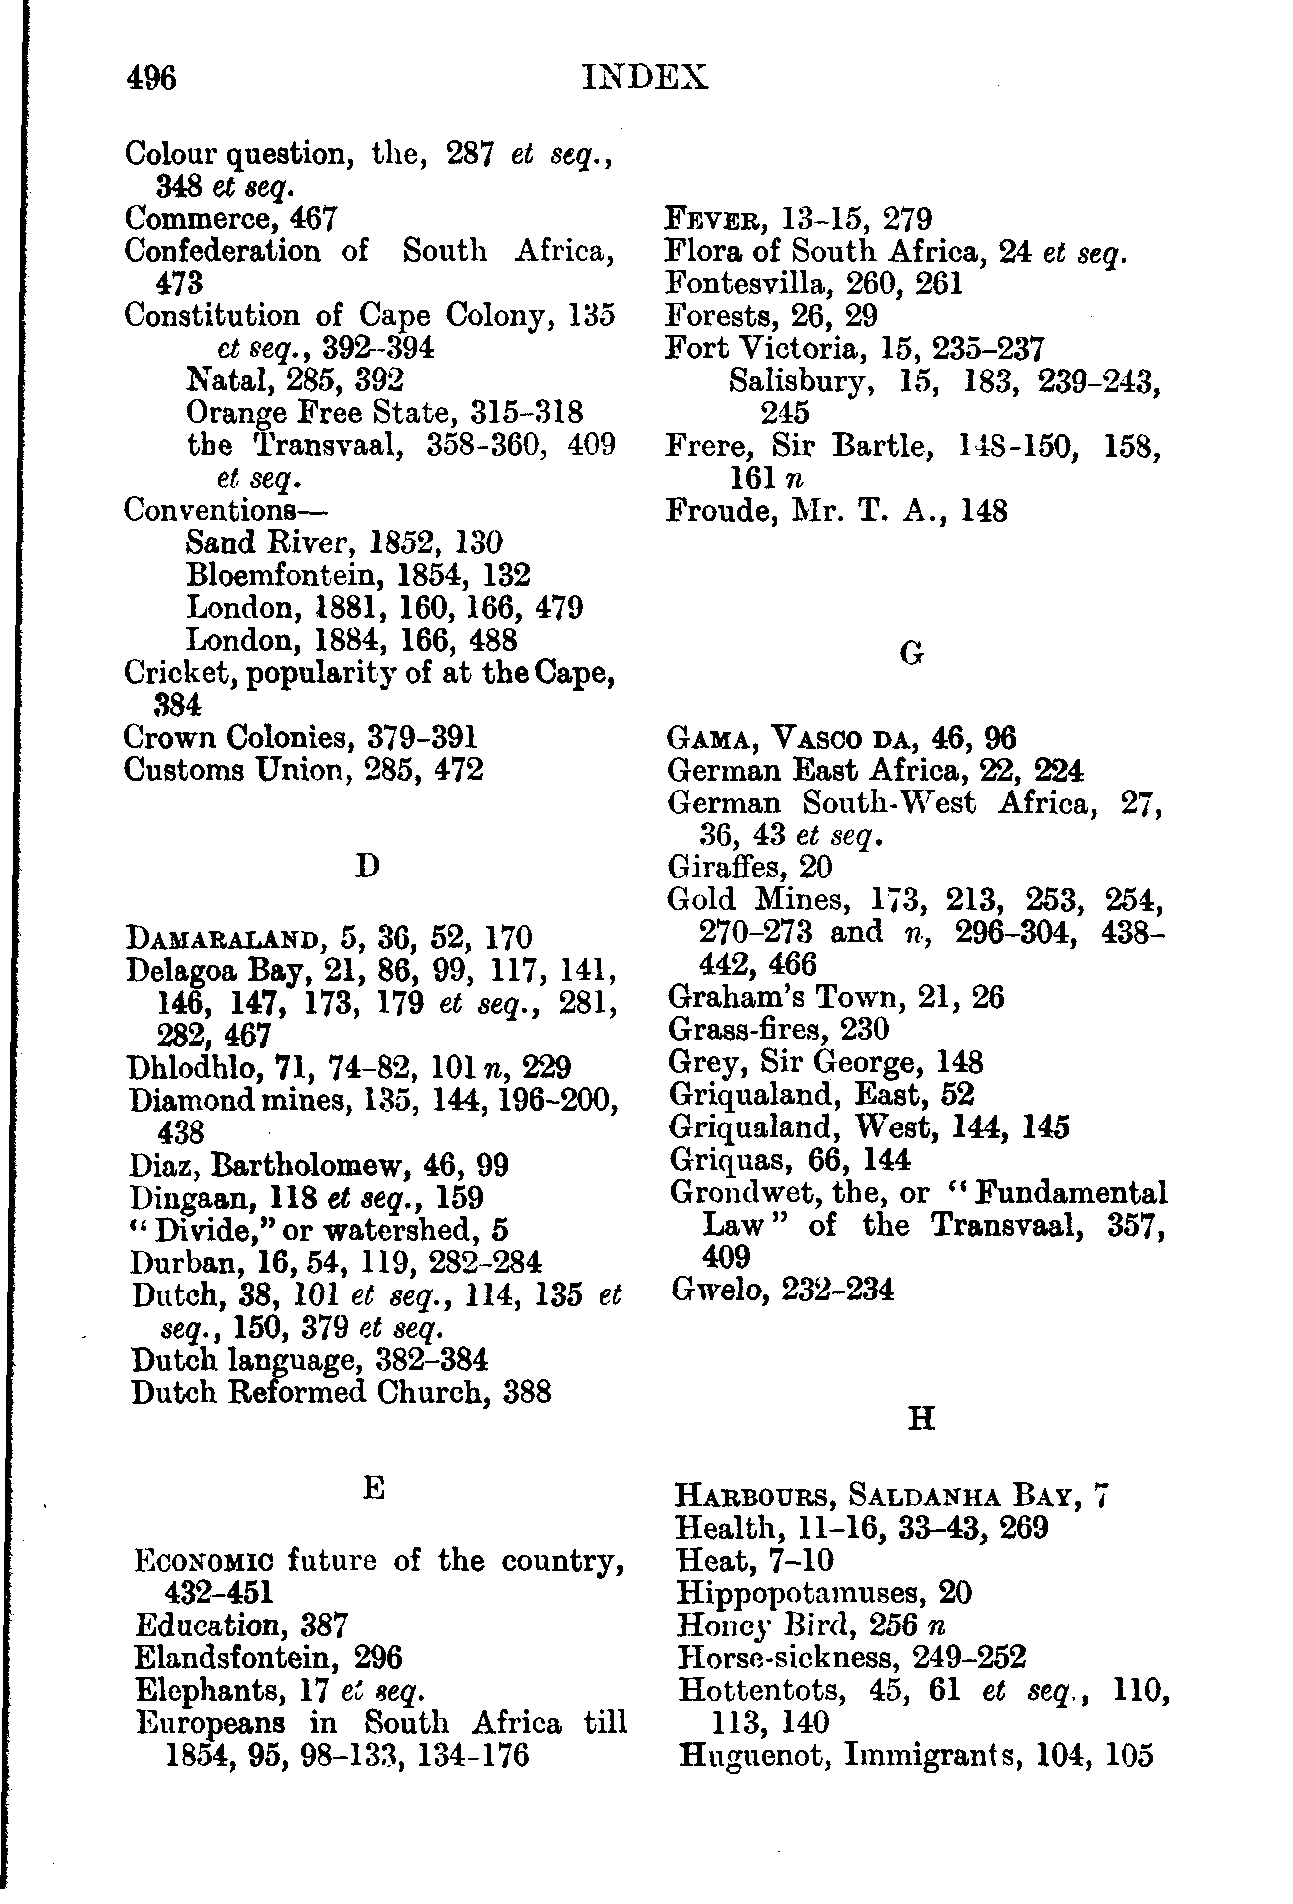 496
INDEX
Colour question, the, 287 et seq.,
348 et seq.
Commerce, 467
Confederation of South Africa,
473
Constitution of Cape Colony, 135
et seq., 392-394
Natal, 285, 392
Orange Free State, 315-318
the Transvaal, 358-360, 409
et seq.
Conventions—
Sand River, 1852, 130
Bloemfontein, 1854, 132
London, 1881, 160, 166, 479
London, 1884, 166, 488
Cricket, popularity of at the Cape,
384
Crown Colonies, 379-391
Customs Union, 285, 472
D
DAMARALAND, 5, 36, 52, 170
Delagoa Bay, 21, 86, 99, 117, 141,
146, 147, 173, 179 et seq., 281,
282, 467
Dhlodhlo, 71, 74-82, 101 n, 229
Diamond mines, 135, 144, 196-200,
438
Diaz, Bartholomew, 46, 99
Dingaan, 118 et seq., 159
“Divide,” or watershed, 5
Durban, 16, 54, 119, 282-284
Dutch, 38, 101 et seq., 114, 135 et
seq., 150, 379 et seq.
Dutch language, 382-384
Dutch Reformed Church, 388
E
ECONOMIC future of the country,
432-451
Education, 387
Elandsfontein, 296
Elephants, 17 et seq.
Europeans in South Africa till
1854, 95, 98-133, 134-176
FEVER, 13-15, 279
Flora of South Africa, 24 et seq.
Fontesvilla, 260, 261
Forests, 26, 29
Fort Victoria, 15, 235-237
Salisbury, 15, 183, 239-243,
245
Frere, Sir Bartle, 148-150, 158,
161 n
Froude, Mr. T. A., 148
G
GAMA, VASCO DA, 46, 96
German East Africa, 22, 224
German South-West Africa, 27,
36, 43 et seq.
Giraffes, 20
Gold Mines, 173, 213, 253, 254,
270-273 and n, 296-304, 438-
442, 466
Graham's Town, 21, 26
Grass-fires, 230
Grey, Sir George, 148
Griqualand, East, 52
Griqualand, West, 144, 145
Griquas, 66, 144
Grondwet, the, or “Fundamental
Law” of the Transvaal, 357,
409
Gwelo, 232-234
H
HARBOURS, SALDANHA BAY, 7
Health, 11-16, 33-43, 269
Heat, 7-10
Hippopotamuses, 20
Honey Bird, 256 n
Horse-sickness, 249-252
Hottentots, 45, 61 et seq., 110,
113, 140
Huguenot, Immigrants, 104, 105